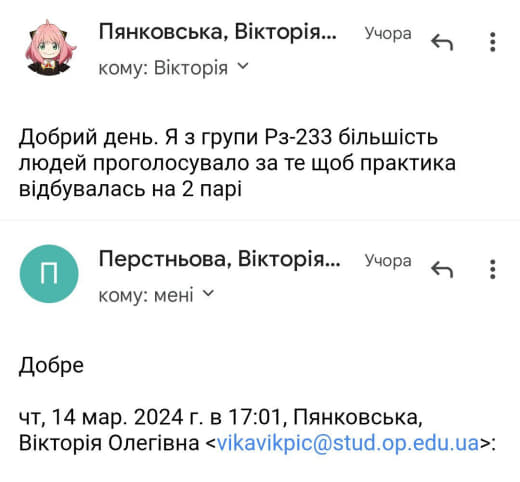 Пянковська, Вікторія... Учора
кому: Вікторія
Добрий день. Я з групи Рз-233 більшість
людей проголосувало за те щоб практика
відбувалась на 2 парі
П
Перстньова, Вікторія... Учора
кому: мені
Добре
чт, 14 мар. 2024 г. в 17:01, Пянковська,
Вікторія Олегівна <vikavikpic@stud.op.edu.ua>: